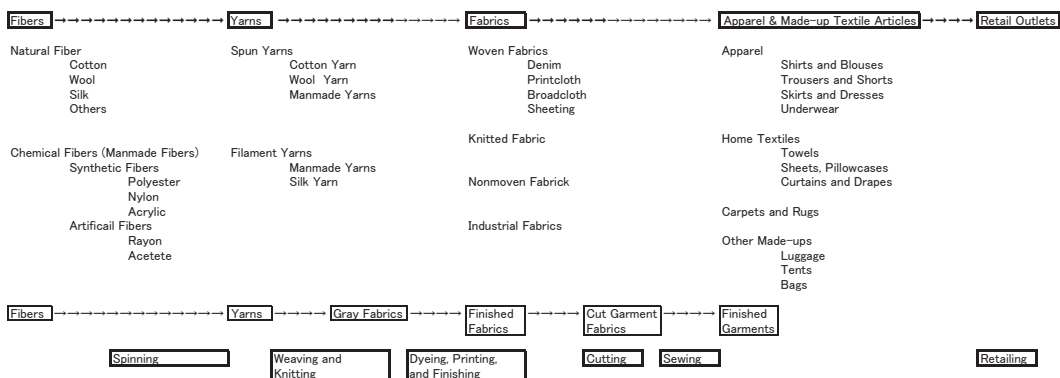 Fibers →→→→→→→→→→→→→→ Yarns →→→→→→→→→→→→→→→→→→ Fabrics →→→→→→→→→→→→→→→→→→ Apparel & Made-up Textile Articles →→→→ Retail Outlets
Natural Fiber Spun Yarns Woven Fabrics Apparel
Cotton Cotton Yarn Denim Shirts and Blouses
Wool Wool Yarn Printcloth Trousers and Shorts
Silk Manmade Yarns Broadcloth Skirts and Dresses
Others Sheeting Underwear
Knitted Fabric Home Textiles
Chemical Fibers (Manmade Fibers) Filament Yarns Towels
Synthetic Fibers Manmade Yarns Sheets, Pillowcases
Polyester Silk Yarn Nonmoven Fabrick Curtains and Drapes
Nylon
Acrylic Carpets and Rugs
Artificail Fibers Industrial Fabrics
Rayon Other Made-ups
Acetete Luggage
Tents
Bags
Fibers →→→→→→→→→→→→→→ Yarns →→→→ Gray Fabrics →→→→ Finished Fabrics →→→→ Cut Garment Fabrics →→→→ Finished Garments
Spinning Weaving and Knitting Dyeing, Printing, and Finishing Cutting Sewing Retailing